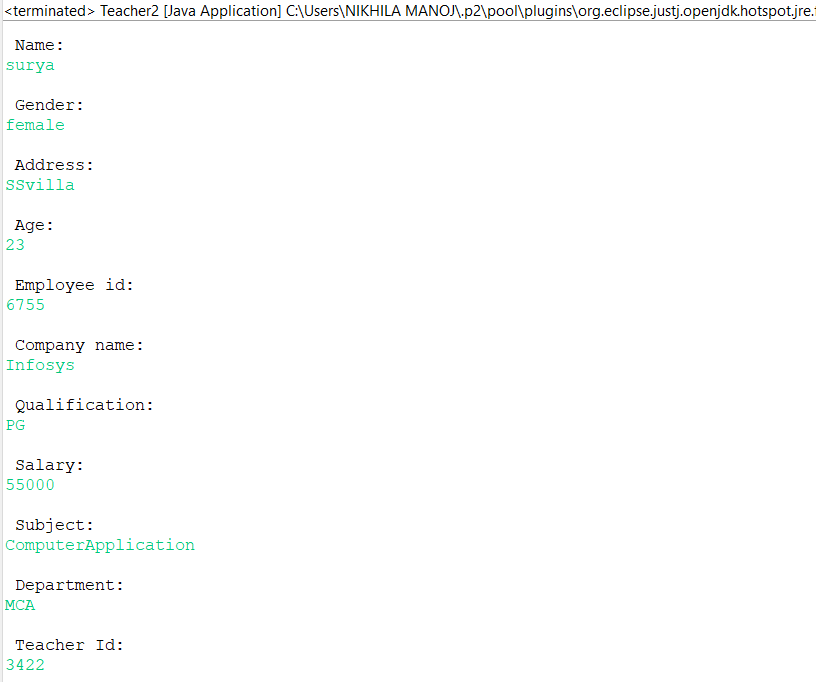 <terminated> Teacher2 [Java Application] C:\Users\NIKHILA MANOJ\.p2\pool\plugins\org.eclipse.justj.openjdk.hotspot.jre.
Name:
surya
Gender:
female
Address:
SSvilla
Age:
23
Employee id:
6755
Company name:
Infosys
Qualification:
PG
Salary:
55000
Subject:
ComputerApplication
Department:
MCA
Teacher Id:
3422